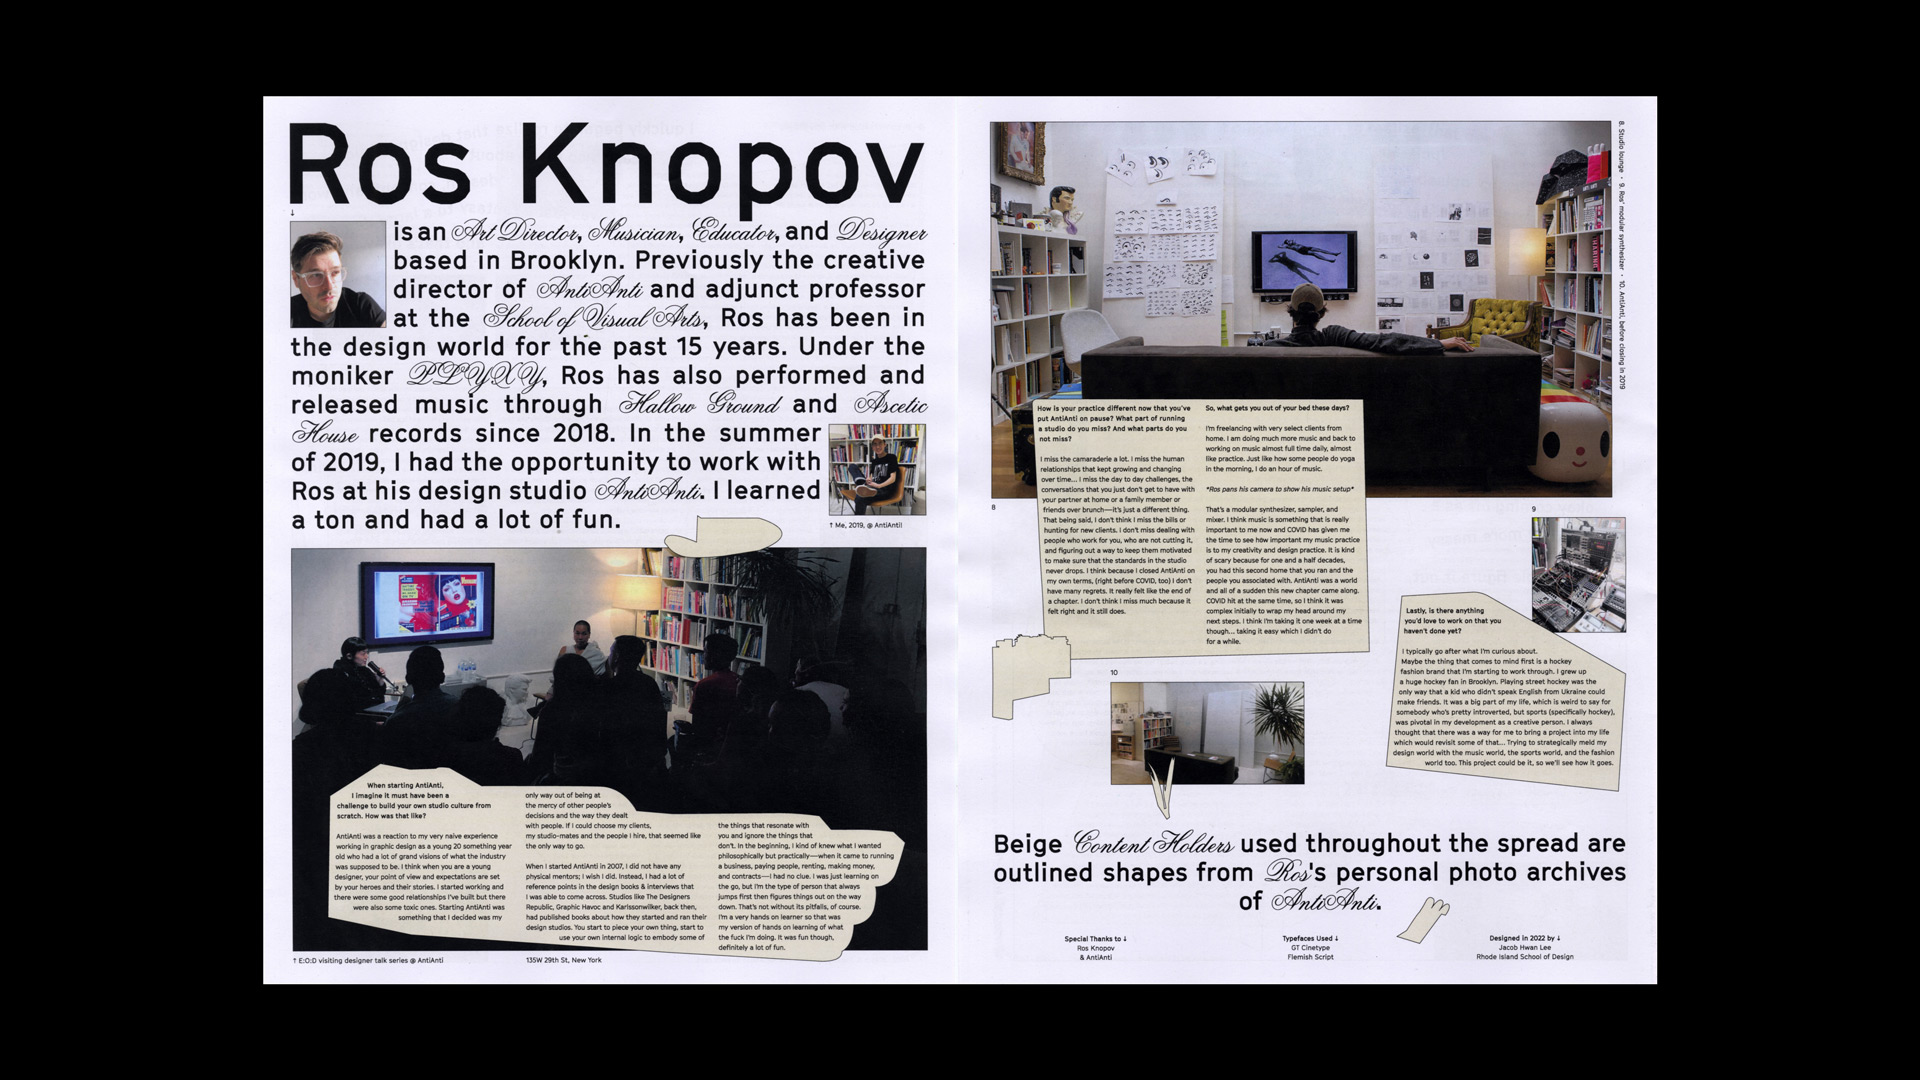 Ros Knopov
↓
is an Art Director, Musician, Educator, and Designer
based in Brooklyn. Previously the creative
director of AntiAnti and adjunct professor
at the School of Visual Arts, Ros has been in
the design world for the past 15 years. Under the
moniker PLYXY, Ros has also performed and
released music through Hallow Ground and Ascetic
House records since 2018. In the summer
of 2019, I had the opportunity to work with
Ros at his design studio AntiAnti. I learned
a ton and had a lot of fun.
↑ Me, 2019, @ AntiAnti!
When starting AntiAnti,
I imagine it must have been a
challenge to build your own studio culture from
scratch. How was that like?
AntiAnti was a reaction to my very naive experience
working in graphic design as a young 20 something year
old who had a lot of grand visions of what the industry
was supposed to be. I think when you are a young
designer, your point of view and expectations are set
by your heroes and their stories. I started working and
there were some good relationships I've built but there
were also some toxic ones. Starting AntiAnti was
something that I decided was my
only way out of being at
the mercy of other people's
decisions and the way they dealt
with people. If I could choose my clients,
my studio-mates and the people I hire, that seemed like
the only way to go.
When I started AntiAnti in 2007, I did not have any
physical mentors; I wish I did. Instead, I had a lot of
reference points in the design books & interviews that
I was able to come across. Studios like The Designers
Republic, Graphic Havoc and Karlssonwilker, back then,
had published books about how they started and ran their
design studios. You start to piece your own thing, start to
use your own internal logic to embody some of
the things that resonate with
you and ignore the things that
don't. In the beginning, I kind of knew what I wanted
philosophically but practically—when it came to running
a business, paying people, renting, making money,
and contracts—I had no clue. I was just learning on
the go, but I'm the type of person that always
jumps first then figures things out on the way
down. That's not without its pitfalls, of course.
I'm a very hands on learner so that was
my version of hands on learning of what
the fuck I'm doing. It was fun though,
definitely a lot of fun.
↑ E:O:D visiting designer talk series @ AntiAnti
135W 29th St, New York
8. Studio lounge • 9. Ros' modular synthesizer • 10. AntiAnti, before closing in 2019
How is your practice different now that you've
put AntiAnti on pause? What part of running
a studio do you miss? And what parts do you
not miss?
I miss the camaraderie a lot. I miss the human
relationships that kept growing and changing
over time... I miss the day to day challenges, the
conversations that you just don't get to have with
your partner at home or a family member or
friends over brunch—it's just a different thing.
That being said, I don't think I miss the bills or
hunting for new clients. I don't miss dealing with
people who work for you, who are not cutting it,
and figuring out a way to keep them motivated
to make sure that the standards in the studio
never drops. I think because I closed AntiAnti on
my own terms, (right before COVID, too) I don't
have many regrets. It really felt like the end of
a chapter. I don't think I miss much because it
felt right and it still does.
So, what gets you out of your bed these days?
I'm freelancing with very select clients from
home. I am doing much more music and back to
working on music almost full time daily, almost
like practice. Just like how some people do yoga
in the morning, I do an hour of music.
*Ros pans his camera to show his music setup*
That's a modular synthesizer, sampler, and
mixer. I think music is something that is really
important to me now and COVID has given me
the time to see how important my music practice
is to my creativity and design practice. It is kind
of scary because for one and a half decades,
you had this second home that you ran and the
people you associated with. AntiAnti was a world
and all of a sudden this new chapter came along.
COVID hit at the same time, so I think it was
complex initially to wrap my head around my
next steps. I think I'm taking it one week at a time
though... taking it easy which I didn't do
for a while.
8
9
Lastly, is there anything
you'd love to work on that you
haven't done yet?
I typically go after what I'm curious about.
Maybe the thing that comes to mind first is a hockey
fashion brand that I'm starting to work through. I grew up
a huge hockey fan in Brooklyn. Playing street hockey was the
only way that a kid who didn't speak English from Ukraine could
make friends. It was a big part of my life, which is weird to say for
somebody who's pretty introverted, but sports (specifically hockey),
was pivotal in my development as a creative person. I always
thought that there was a way for me to bring a project into my life
which would revisit some of that... Trying to strategically meld my
design world with the music world, the sports world, and the fashion
world too. This project could be it, so we'll see how it goes.
10
Beige Content Holders used throughout the spread are
outlined shapes from Ros's personal photo archives
of AntiAnti.
Special Thanks to ↓
Ros Knopov
& AntiAnti
Typefaces Used ↓
GT Cinetype
Flemish Script
Designed in 2022 by ↓
Jacob Hwan Lee
Rhode Island School of Design